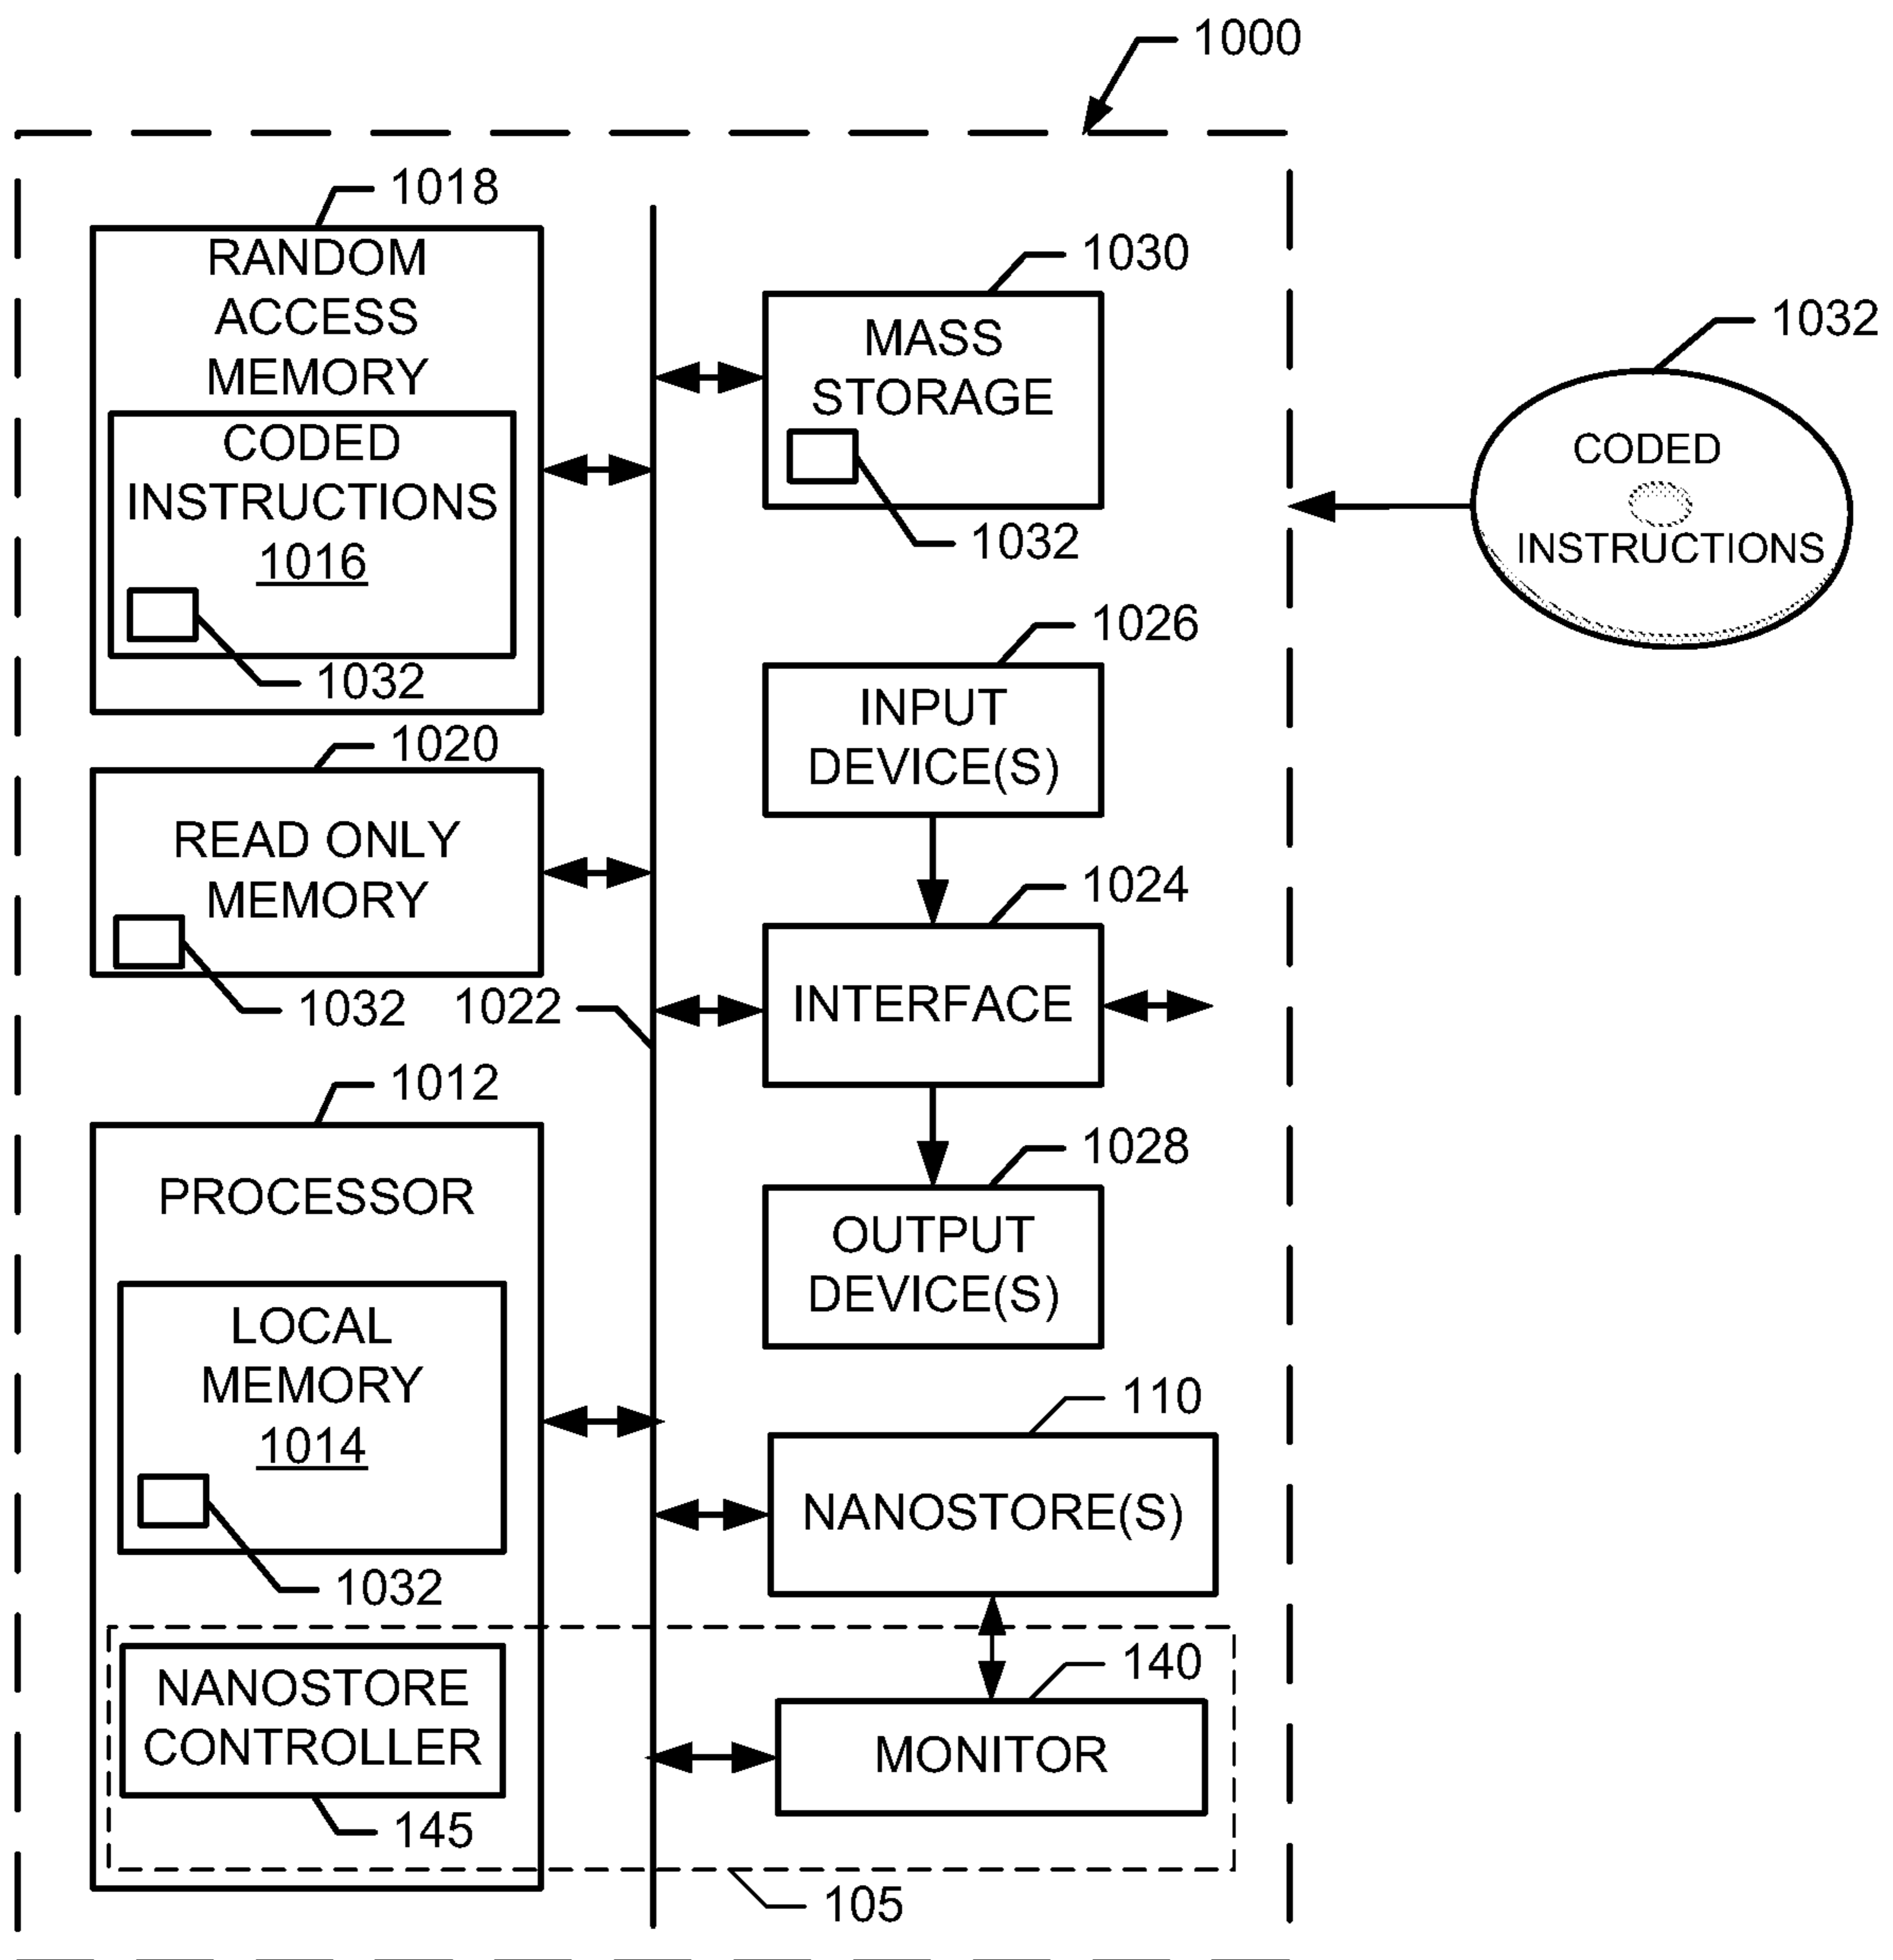 1000
1018
RANDOM
ACCESS
MEMORY
CODED
INSTRUCTIONS
1016
1032
1020
READ ONLY
MEMORY
1032
1022
1012
PROCESSOR
LOCAL
MEMORY
1014
1032
NANOSTORE
CONTROLLER
145
1030
MASS
STORAGE
1032
1026
INPUT
DEVICE(S)
1024
INTERFACE
1028
OUTPUT
DEVICE(S)
110
NANOSTORE(S)
140
MONITOR
105
1032
CODED
INSTRUCTIONS